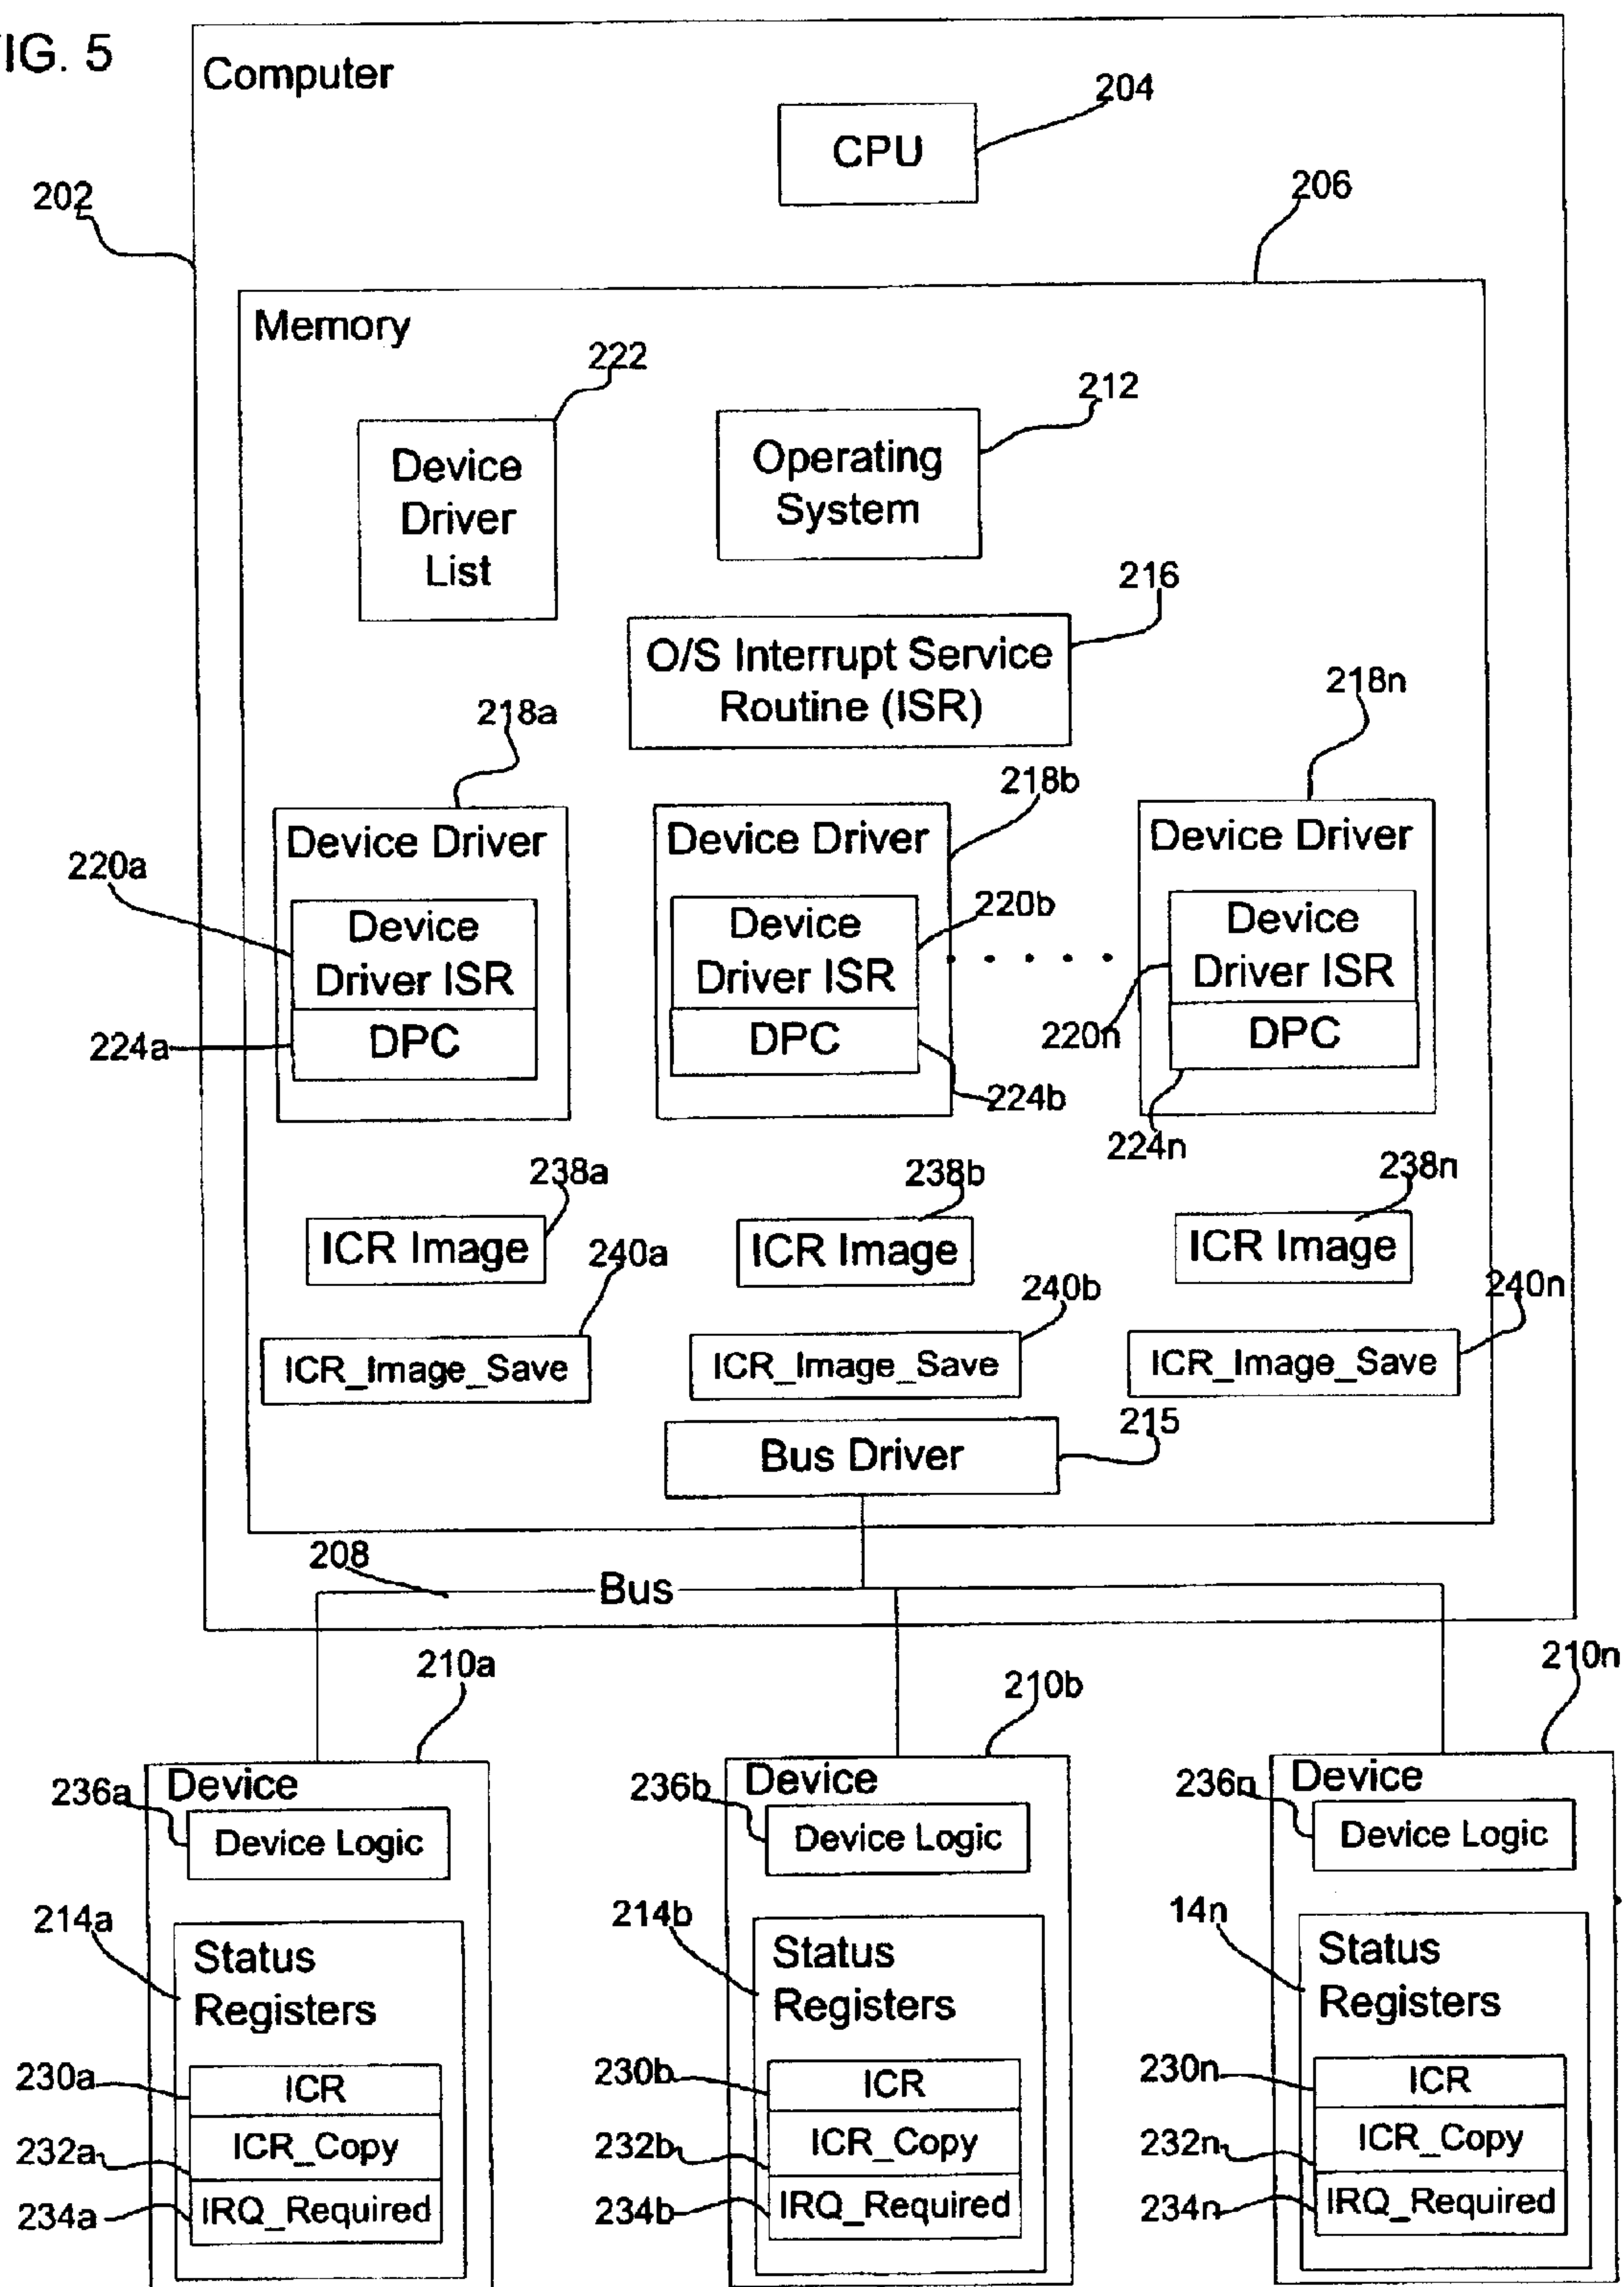 IG. 5
Computer
204
CPU
202
206
Memory
222
212
Device
Driver
List
Operating
System
216
O/S Interrupt Service
Routine (ISR)
218a
218n
218b
Device Driver
Device Driver
Device Driver
220a
220b
Device
Driver ISR
Device
Driver ISR
Device
Driver ISR
220n
224a
DPC
DPC
DPC
224b
224n
238a
238b
238n
ICR Image
ICR Image
ICR Image
240a
240b
240n
ICR_Image_Save
ICR_Image_Save
ICR_Image_Save
215
Bus Driver
208
Bus
210a
210b
210n
Device
Device
Device
236a
236b
236n
Device Logic
Device Logic
Device Logic
214a
214b
14n
Status
Registers
Status
Registers
Status
Registers
230a
ICR
230b
ICR
230n
ICR
232a
ICR_Copy
232b
ICR_Copy
232n
ICR_Copy
234a
IRQ_Required
234b
IRQ_Required
234n
IRQ_Required